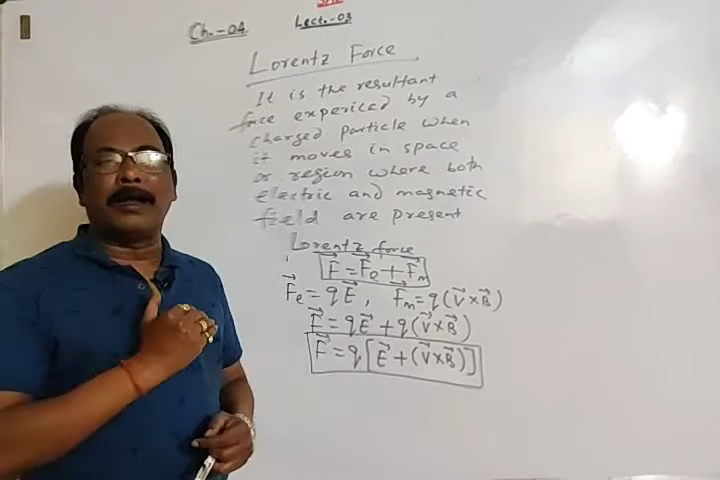 Ch.-04
Lect.-03
Lorentz Force
It is the resultant
force expericed by a
charged particle when
it moves in space
or region where both
electric and magnetic
field are present
Lorentz force
F⃗ = F⃗e + F⃗m
F⃗e = qE⃗, F⃗m = q(V⃗×B⃗)
F⃗ = qE⃗ + q(V⃗×B⃗)
F⃗ = q[E⃗ + (V⃗×B⃗)]